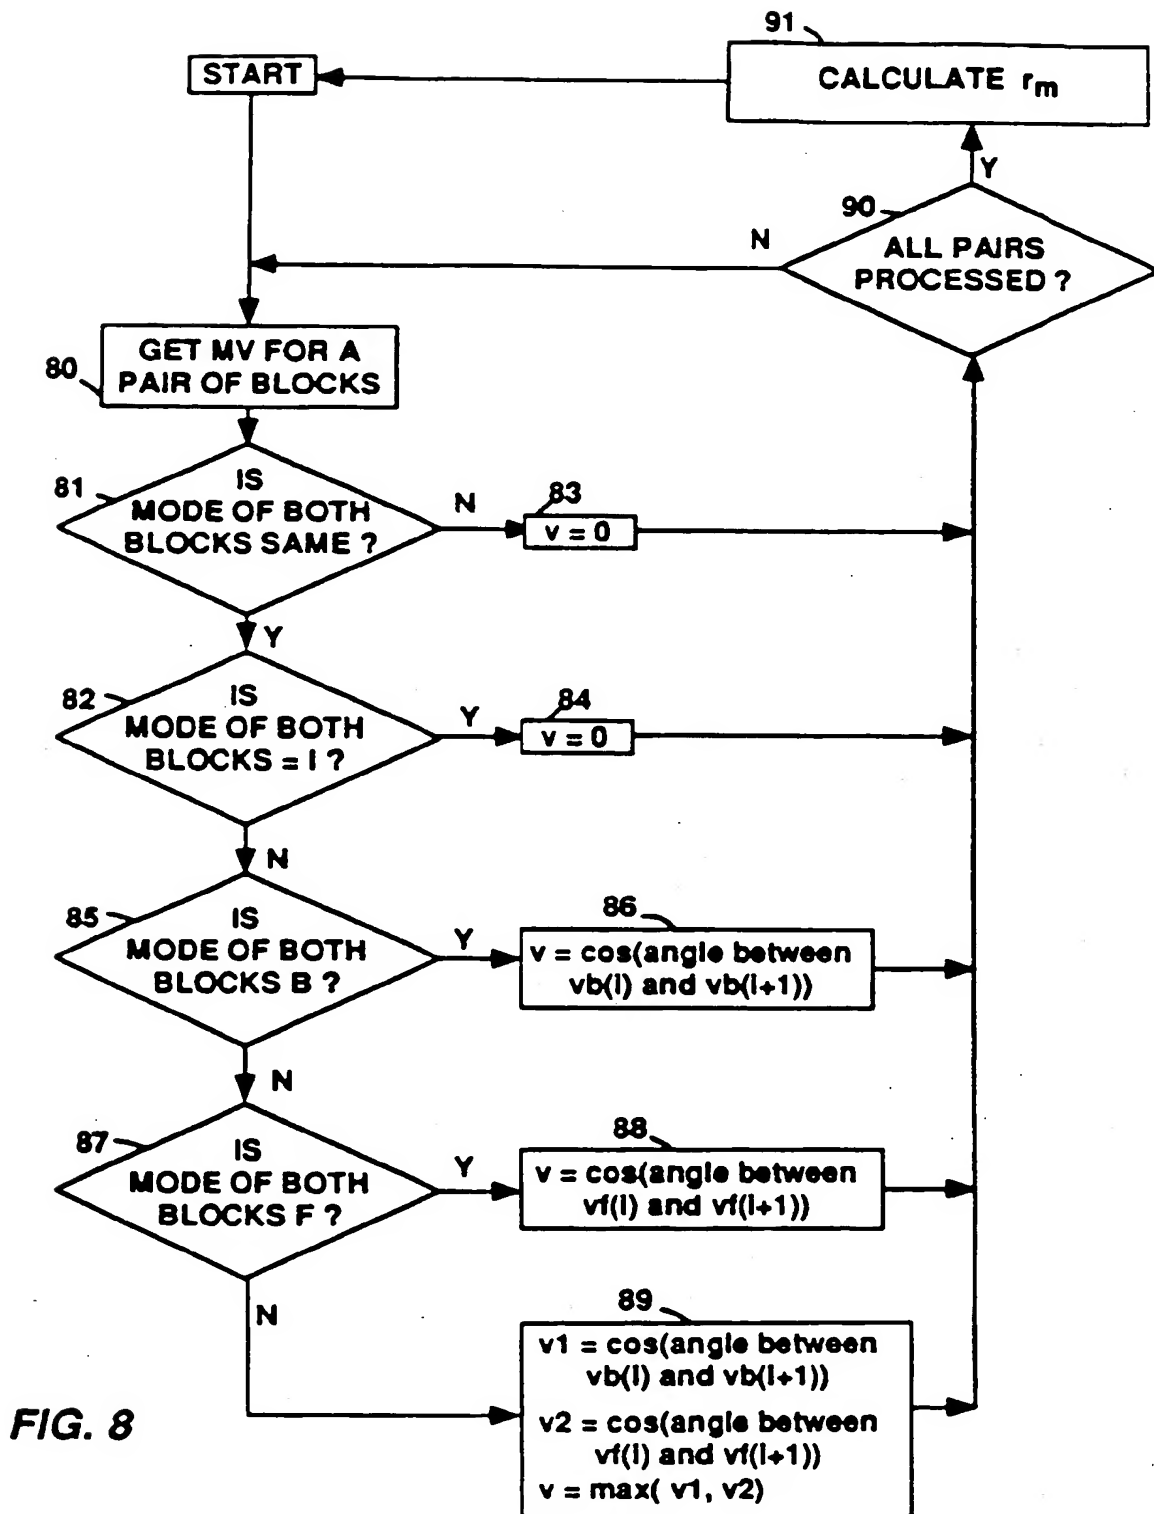 91
START
CALCULATE rm
Y
90
N
ALL PAIRS
PROCESSED ?
GET MV FOR A
PAIR OF BLOCKS
80
81
IS
MODE OF BOTH
BLOCKS SAME ?
N
83
v = 0
Y
82
IS
MODE OF BOTH
BLOCKS = I ?
Y
84
v = 0
N
85
IS
MODE OF BOTH
BLOCKS B ?
Y
86
v = cos(angle between
vb(i) and vb(i+1))
N
87
IS
MODE OF BOTH
BLOCKS F ?
Y
88
v = cos(angle between
vf(i) and vf(i+1))
N
89
v1 = cos(angle between
vb(i) and vb(i+1))
v2 = cos(angle between
vf(i) and vf(i+1))
v = max( v1, v2)
FIG. 8